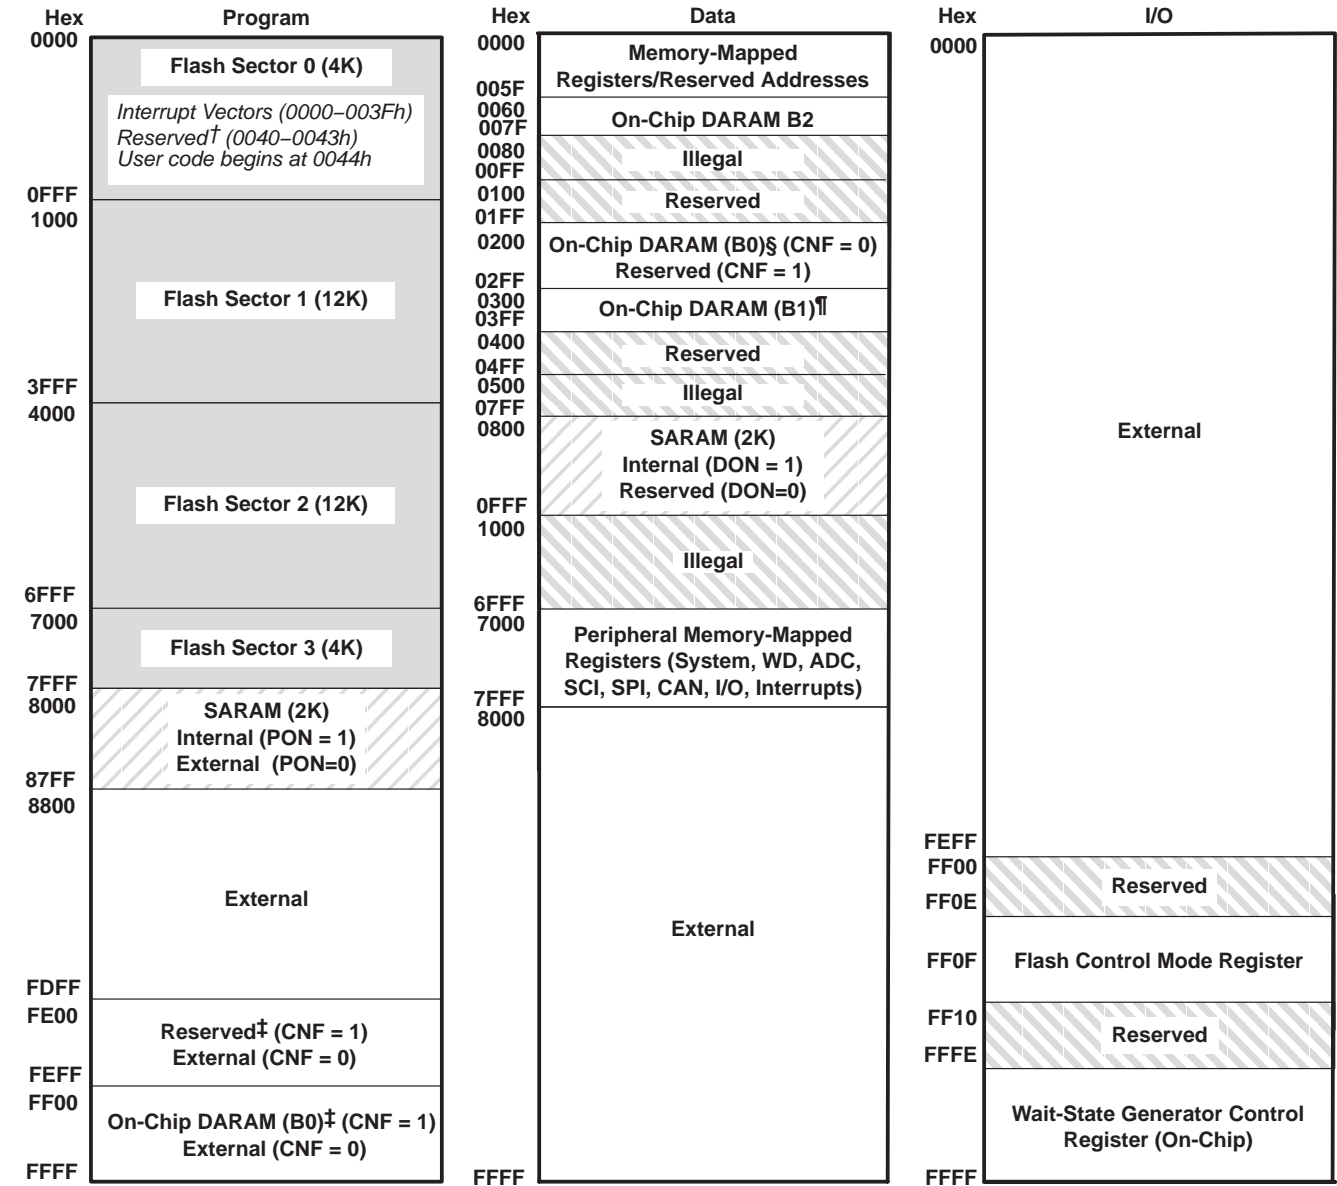 Hex Program
0000
Flash Sector 0 (4K)
Interrupt Vectors (0000–003Fh)
Reserved† (0040–0043h)
User code begins at 0044h
0FFF
1000
Flash Sector 1 (12K)
3FFF
4000
Flash Sector 2 (12K)
6FFF
7000
Flash Sector 3 (4K)
7FFF
8000
SARAM (2K)
Internal (PON = 1)
External (PON=0)
87FF
8800
External
FDFF
FE00
Reserved‡ (CNF = 1)
External (CNF = 0)
FEFF
FF00
On-Chip DARAM (B0)‡ (CNF = 1)
External (CNF = 0)
FFFF
Hex Data
0000
Memory-Mapped
Registers/Reserved Addresses
005F
0060
On-Chip DARAM B2
007F
0080
Illegal
00FF
0100
Reserved
01FF
0200
On-Chip DARAM (B0)§ (CNF = 0)
Reserved (CNF = 1)
02FF
0300
On-Chip DARAM (B1)¶
03FF
0400
Reserved
04FF
0500
Illegal
07FF
0800
SARAM (2K)
Internal (DON = 1)
Reserved (DON=0)
0FFF
1000
Illegal
6FFF
7000
Peripheral Memory-Mapped
Registers (System, WD, ADC,
SCI, SPI, CAN, I/O, Interrupts)
7FFF
8000
External
FFFF
Hex I/O
0000
External
FEFF
FF00
Reserved
FF0E
FF0F Flash Control Mode Register
FF10
Reserved
FFFE
Wait-State Generator Control
Register (On-Chip)
FFFF